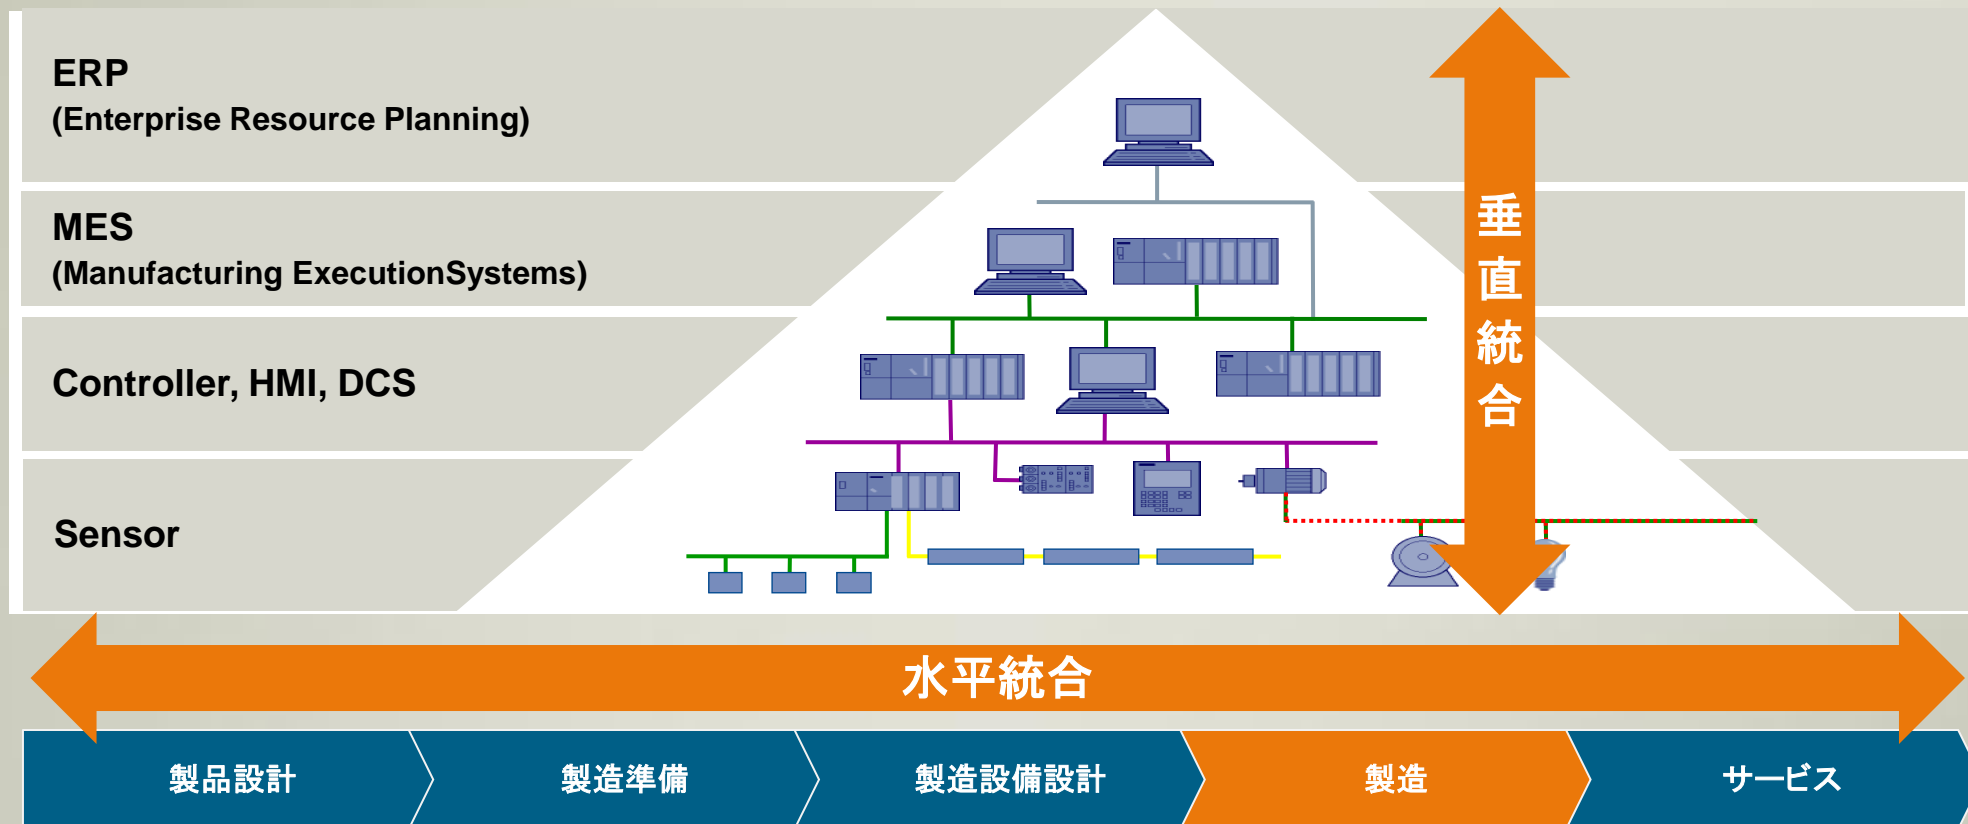 ERP
(Enterprise Resource Planning)
MES
(Manufacturing ExecutionSystems)
Controller, HMI, DCS
Sensor
垂直統合
水平統合
製品設計
製造準備
製造設備設計
製造
サービス